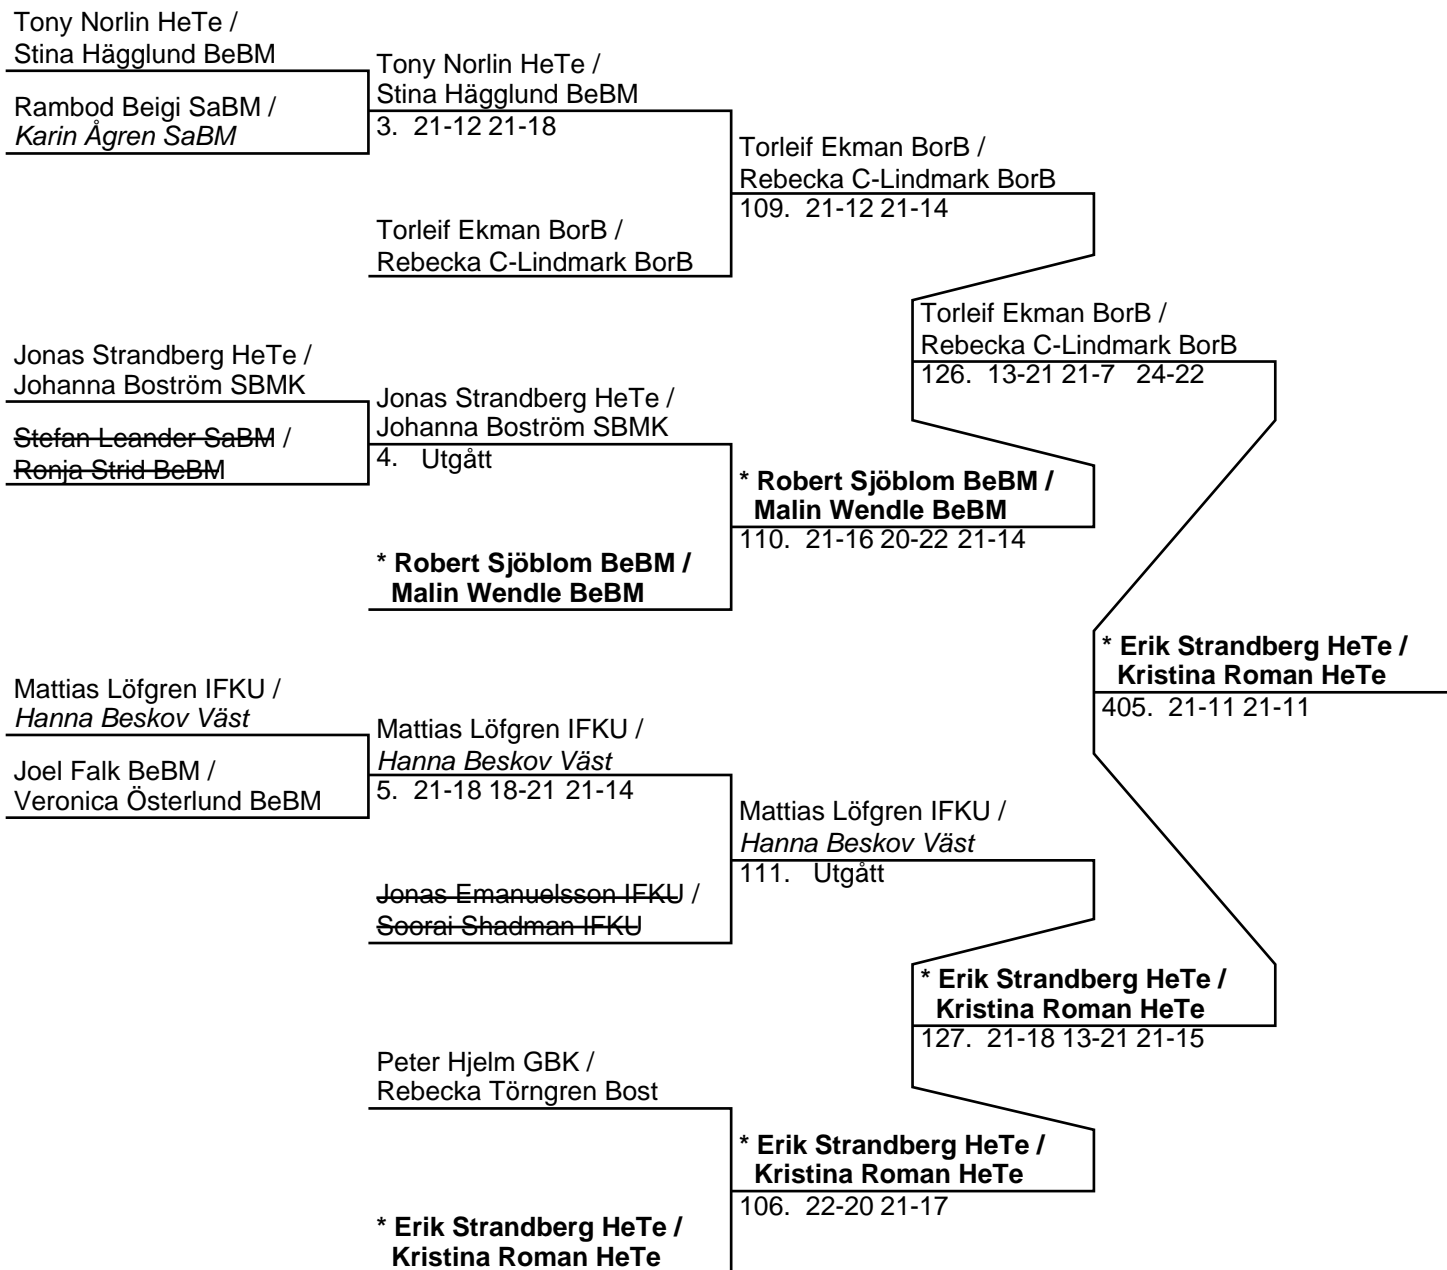 Tony Norlin HeTe /
Stina Hägglund BeBM
Rambod Beigi SaBM /
Karin Ågren SaBM
Tony Norlin HeTe /
Stina Hägglund BeBM
3. 21-12 21-18
Torleif Ekman BorB /
Rebecka C-Lindmark BorB
Torleif Ekman BorB /
Rebecka C-Lindmark BorB
109. 21-12 21-14
Jonas Strandberg HeTe /
Johanna Boström SBMK
Stefan Leander SaBM /
Ronja Strid BeBM
Jonas Strandberg HeTe /
Johanna Boström SBMK
4. Utgått
* Robert Sjöblom BeBM /
Malin Wendle BeBM
* Robert Sjöblom BeBM /
Malin Wendle BeBM
110. 21-16 20-22 21-14
Torleif Ekman BorB /
Rebecka C-Lindmark BorB
126. 13-21 21-7 24-22
Mattias Löfgren IFKU /
Hanna Beskov Väst
Joel Falk BeBM /
Veronica Österlund BeBM
Mattias Löfgren IFKU /
Hanna Beskov Väst
5. 21-18 18-21 21-14
Jonas Emanuelsson IFKU /
Soorai Shadman IFKU
Mattias Löfgren IFKU /
Hanna Beskov Väst
111. Utgått
Peter Hjelm GBK /
Rebecka Törngren Bost
* Erik Strandberg HeTe /
Kristina Roman HeTe
* Erik Strandberg HeTe /
Kristina Roman HeTe
106. 22-20 21-17
* Erik Strandberg HeTe /
Kristina Roman HeTe
127. 21-18 13-21 21-15
* Erik Strandberg HeTe /
Kristina Roman HeTe
405. 21-11 21-11